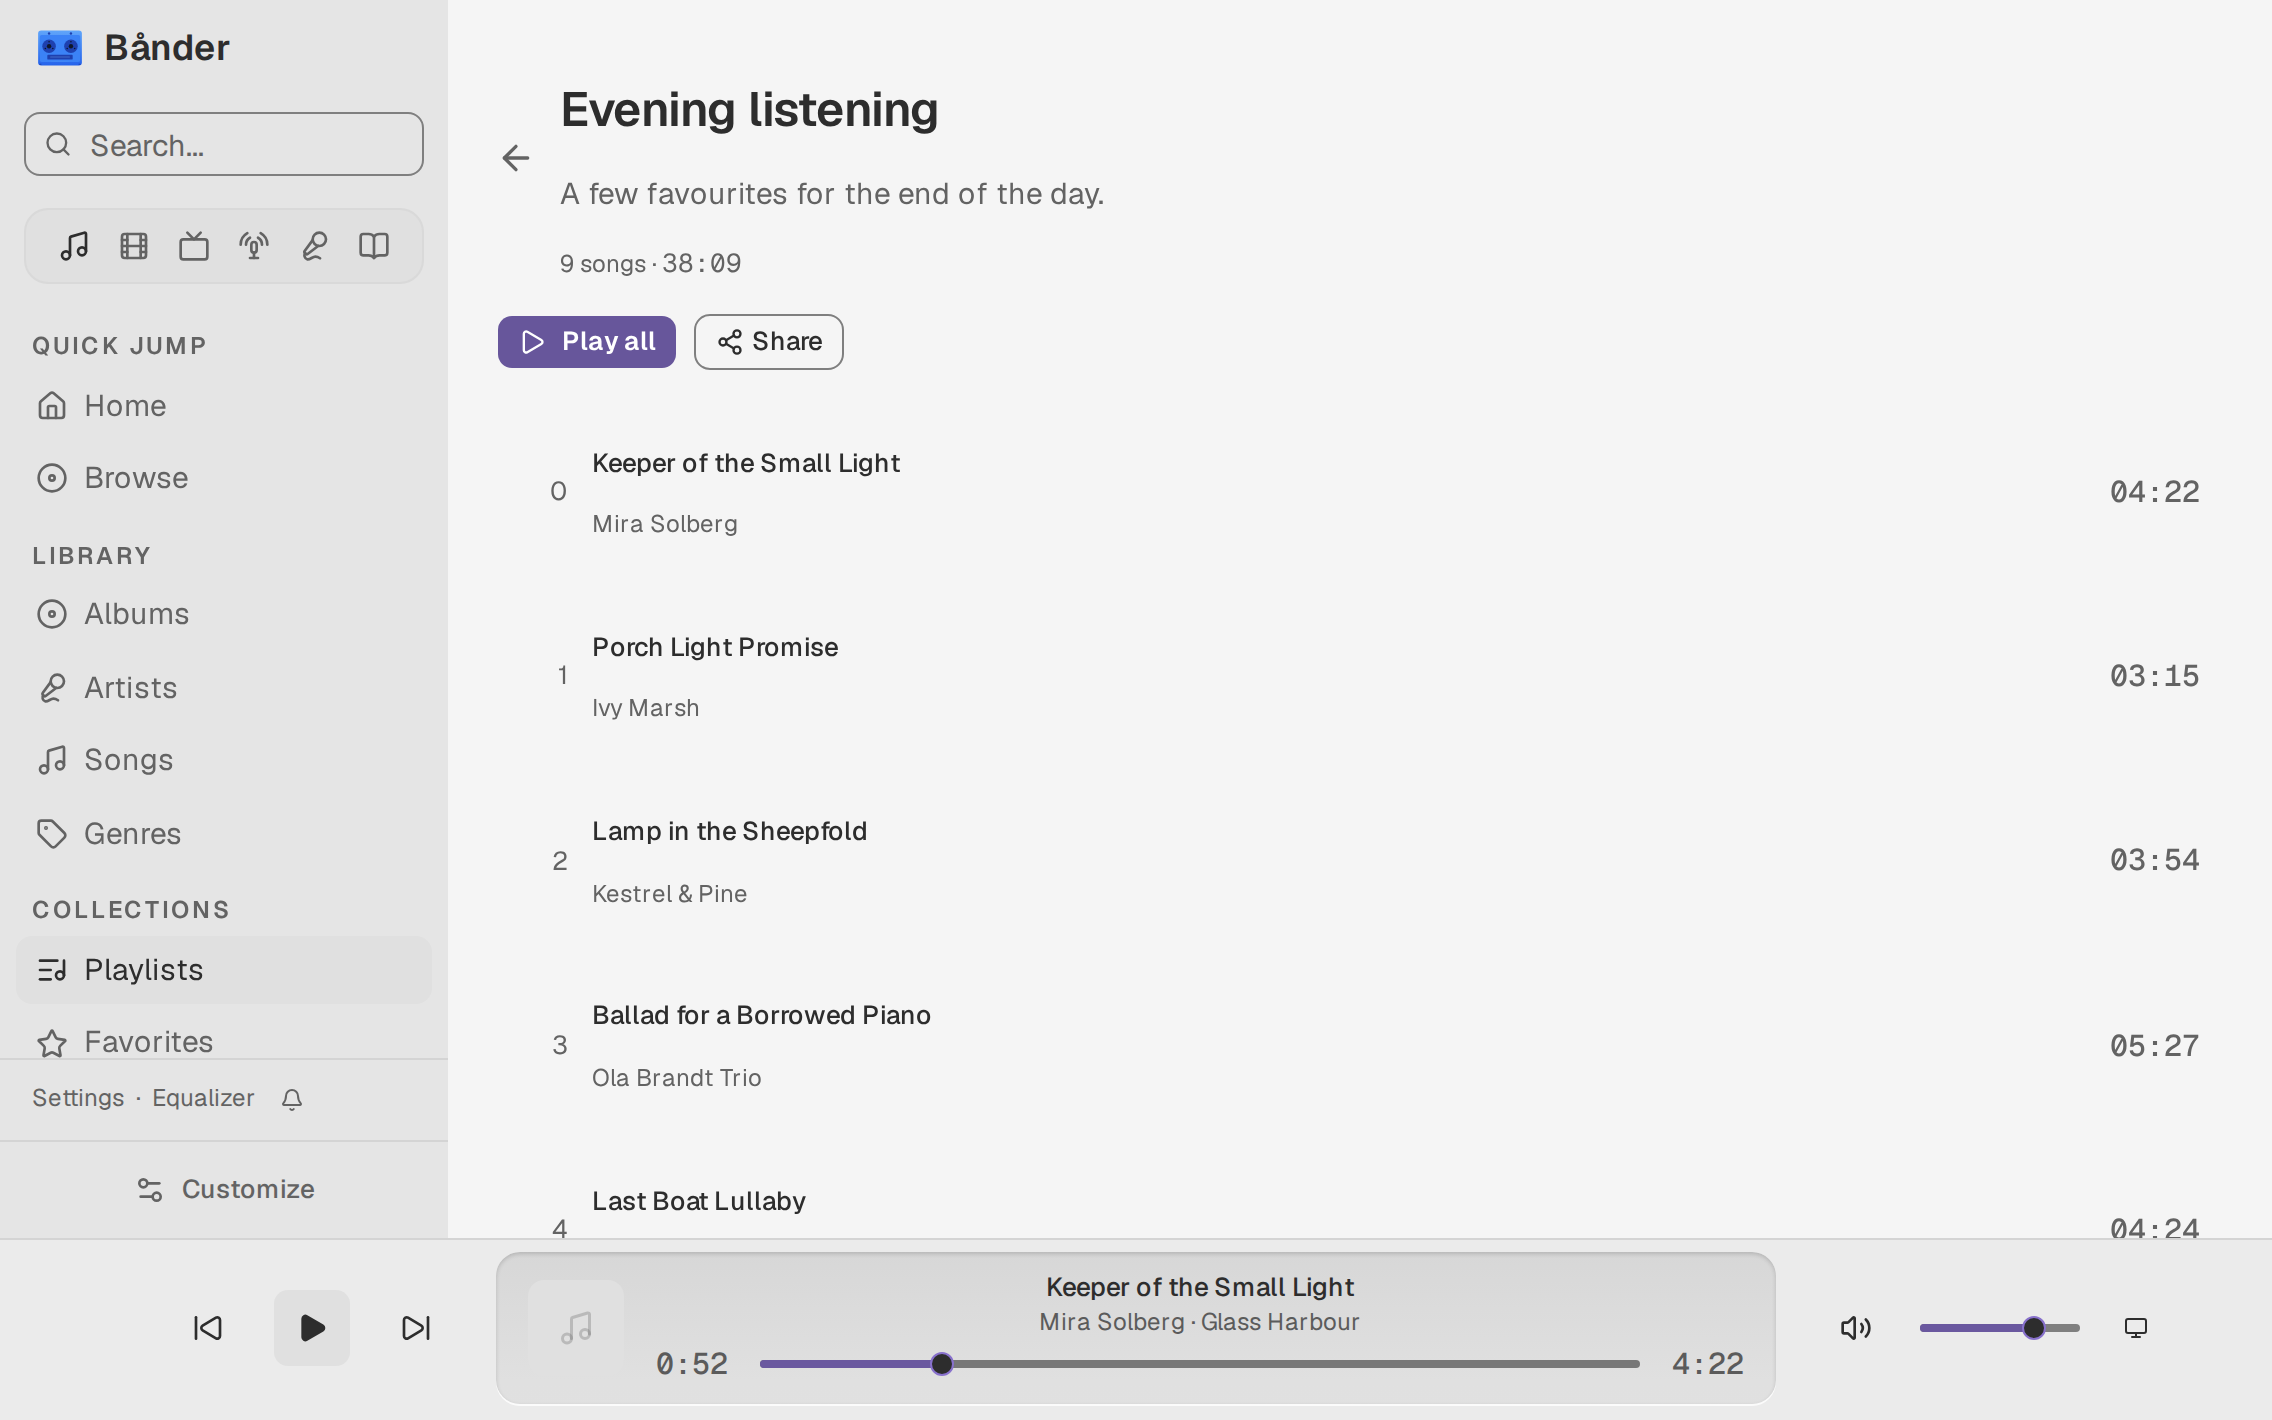 Bånder
Search...
QUICK JUMP
Home
Browse
LIBRARY
Albums
Artists
Songs
Genres
COLLECTIONS
Playlists
Favorites
Settings · Equalizer
Customize
Evening listening
A few favourites for the end of the day.
9 songs · 38:09
Play all
Share
0
Keeper of the Small Light
Mira Solberg
04:22
1
Porch Light Promise
Ivy Marsh
03:15
2
Lamp in the Sheepfold
Kestrel & Pine
03:54
3
Ballad for a Borrowed Piano
Ola Brandt Trio
05:27
4
Last Boat Lullaby
04:24
Keeper of the Small Light
Mira Solberg · Glass Harbour
0:52
4:22